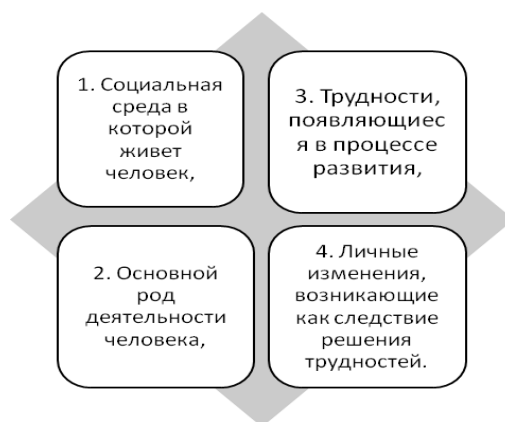 1. Социальная
среда в
которой
живет
человек,
2. Основной
род
деятельности
человека,
3. Трудности,
появляющиес
я в процессе
развития,
4. Личные
изменения,
возникающие
как следствие
решения
трудностей.